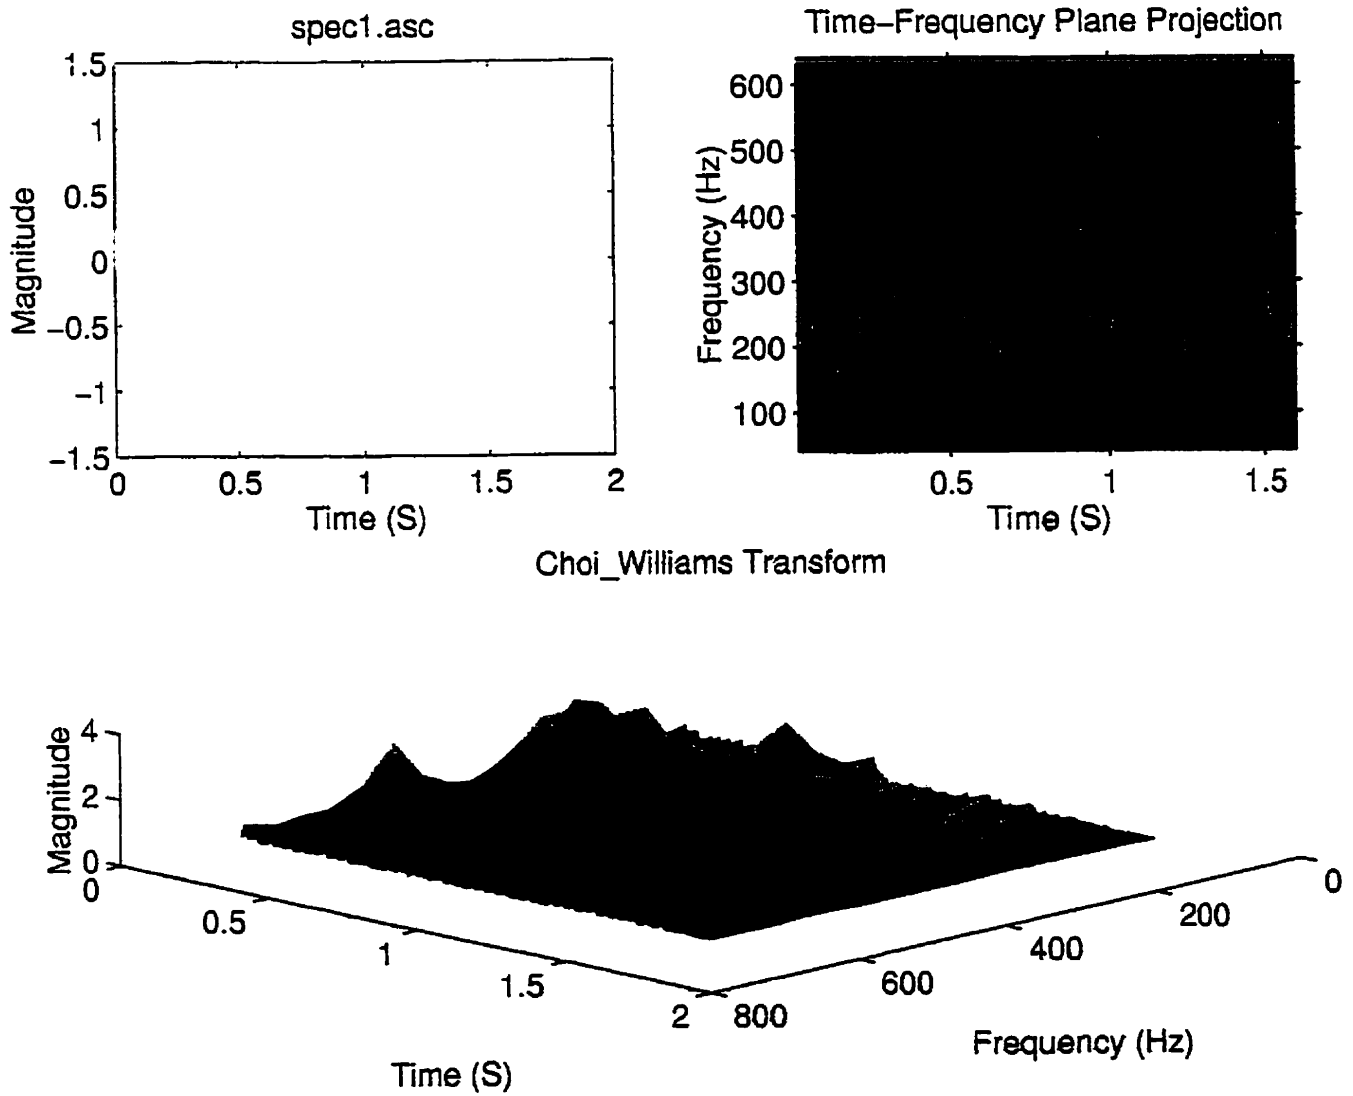 spec1.asc
1.5
1
0.5
0
−0.5
−1
−1.5
Magnitude
0 0.5 1 1.5 2
Time (S)
Time−Frequency Plane Projection
600
500
400
300
200
100
Frequency (Hz)
0.5 1 1.5
Time (S)
Choi_Williams Transform
4
2
0
Magnitude
0
0.5
1
1.5
2
Time (S)
800
600
400
200
0
Frequency (Hz)